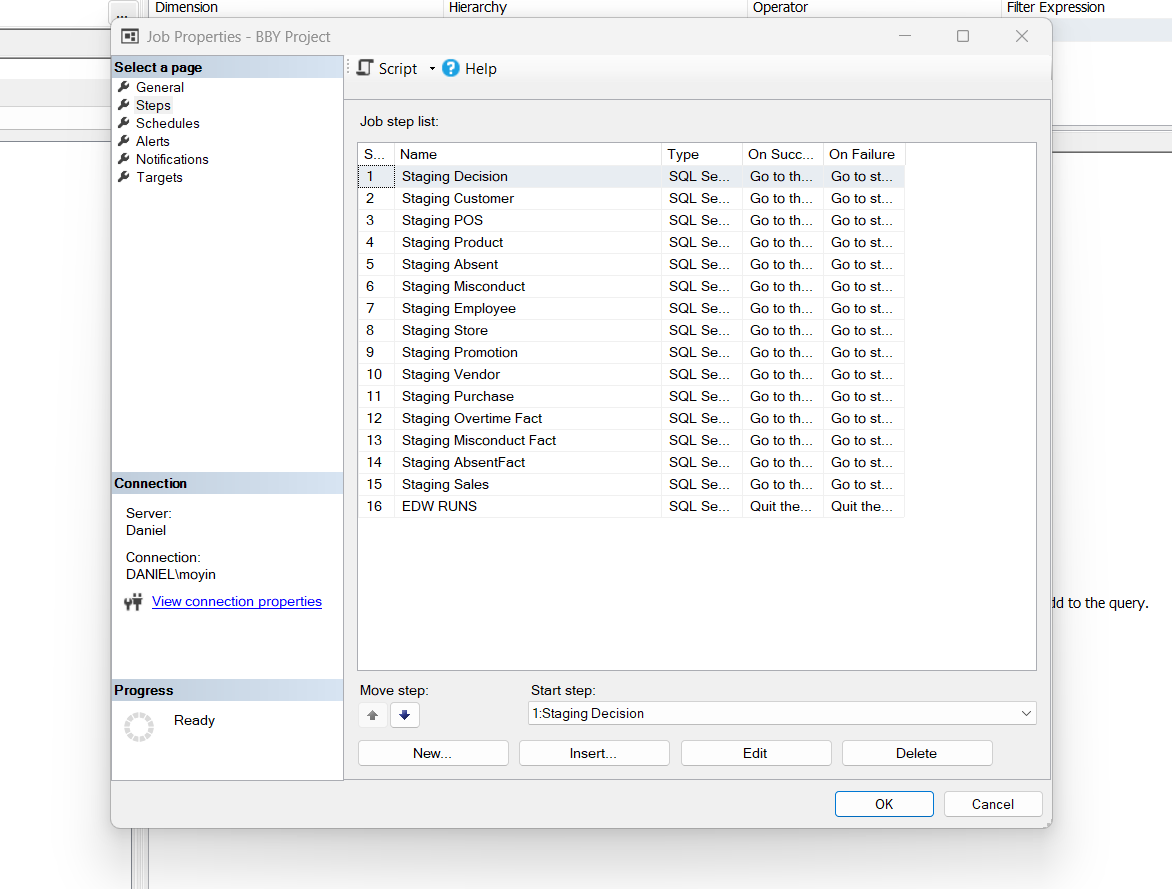 Dimension Hierarchy Operator Filter Expression
...
Job Properties - BBY Project
Select a page
General
Steps
Schedules
Alerts
Notifications
Targets
Connection
Server:
Daniel
Connection:
DANIEL\moyin
View connection properties
Progress
Ready
Script Help
Job step list:
S... Name Type On Succ... On Failure
1 Staging Decision SQL Se... Go to th... Go to st...
2 Staging Customer SQL Se... Go to th... Go to st...
3 Staging POS SQL Se... Go to th... Go to st...
4 Staging Product SQL Se... Go to th... Go to st...
5 Staging Absent SQL Se... Go to th... Go to st...
6 Staging Misconduct SQL Se... Go to th... Go to st...
7 Staging Employee SQL Se... Go to th... Go to st...
8 Staging Store SQL Se... Go to th... Go to st...
9 Staging Promotion SQL Se... Go to th... Go to st...
10 Staging Vendor SQL Se... Go to th... Go to st...
11 Staging Purchase SQL Se... Go to th... Go to st...
12 Staging Overtime Fact SQL Se... Go to th... Go to st...
13 Staging Misconduct Fact SQL Se... Go to th... Go to st...
14 Staging AbsentFact SQL Se... Go to th... Go to st...
15 Staging Sales SQL Se... Go to th... Go to st...
16 EDW RUNS SQL Se... Quit the... Quit the...
Move step: Start step:
1:Staging Decision
New... Insert... Edit Delete
OK Cancel
to the query.